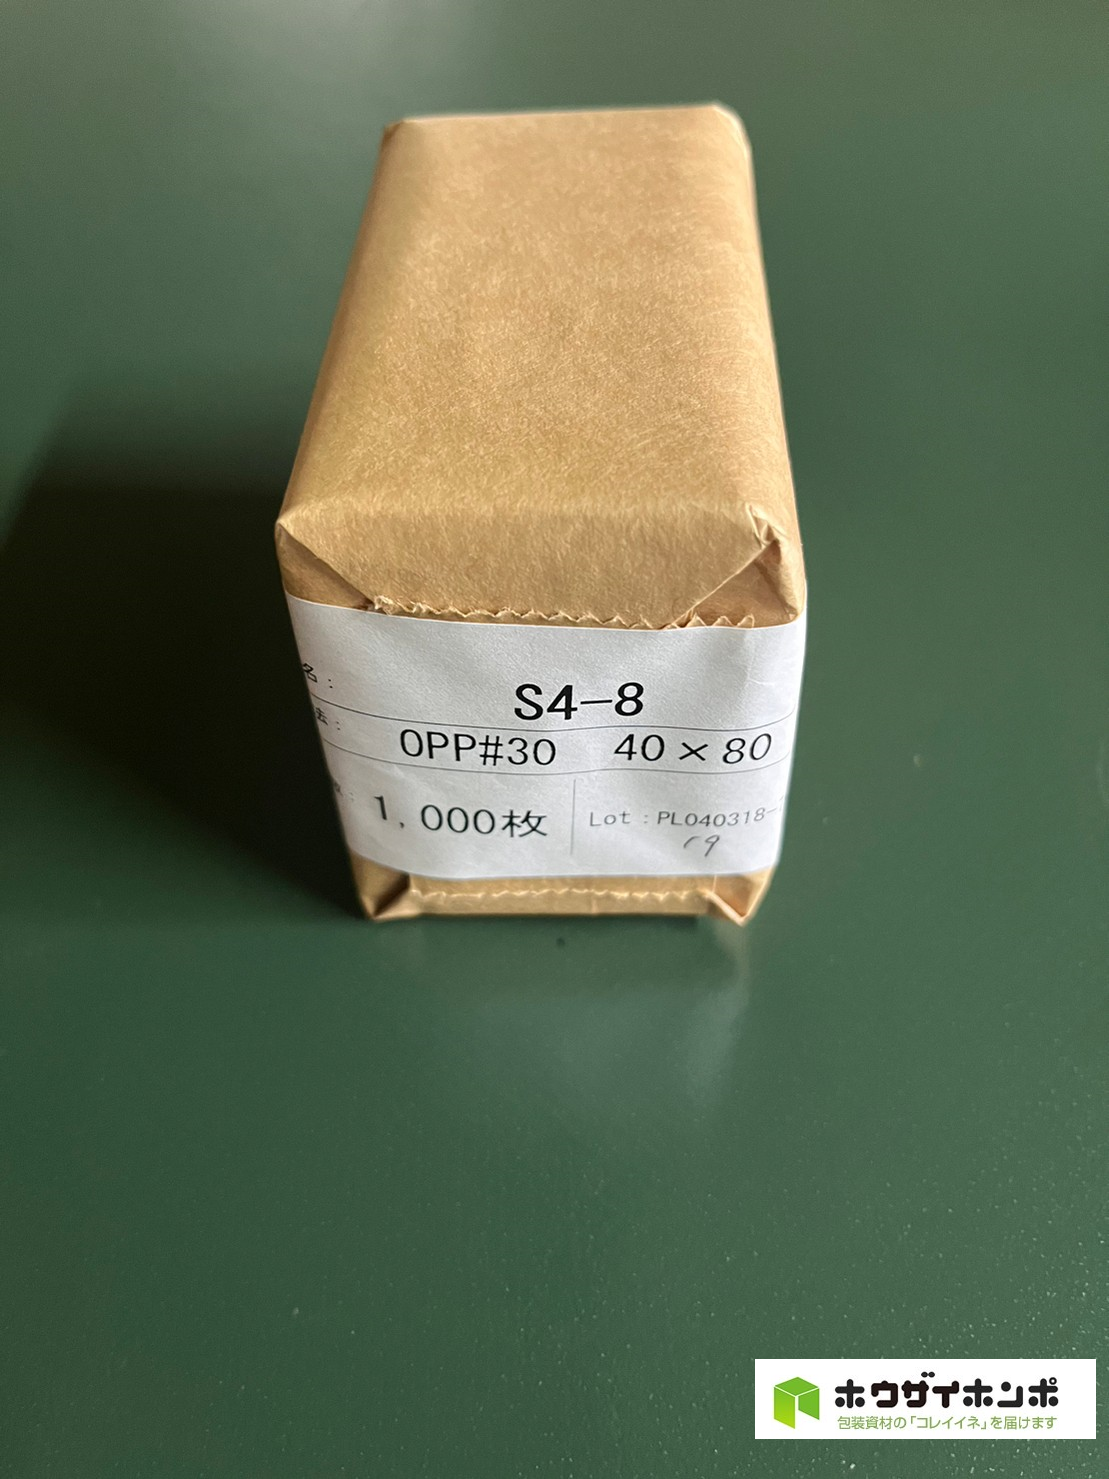 名：
S4-8
法：
OPP#30 40×80
1,000枚
Lot：PL040318-
ホウザイホンポ
包装資材の「コレイイネ」を届けます